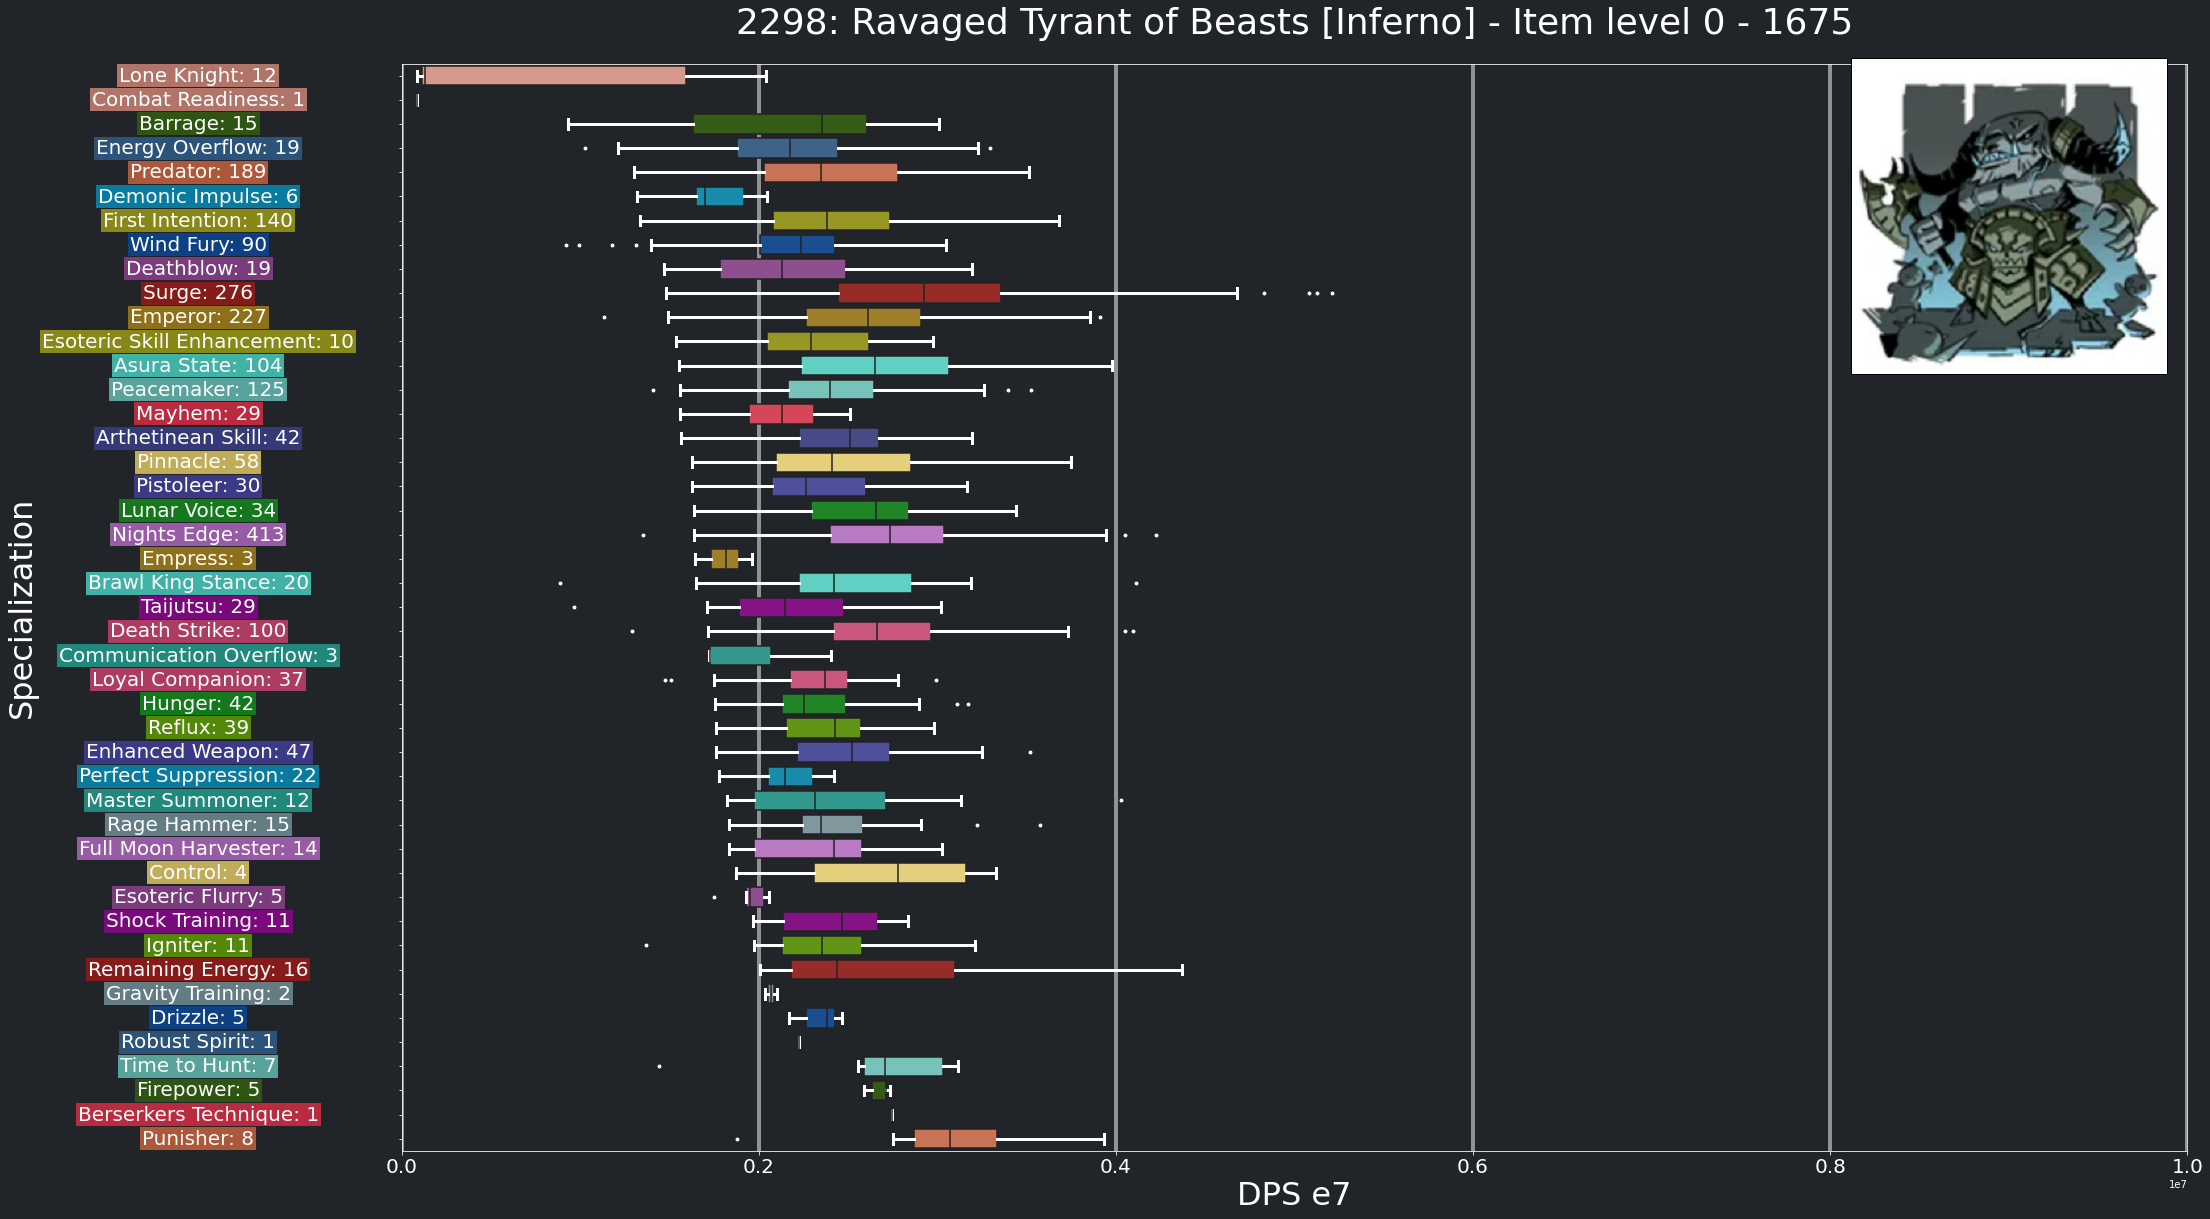 2298: Ravaged Tyrant of Beasts [Inferno] - Item level 0 - 1675
Specialization
Lone Knight: 12
Combat Readiness: 1
Barrage: 15
Energy Overflow: 19
Predator: 189
Demonic Impulse: 6
First Intention: 140
Wind Fury: 90
Deathblow: 19
Surge: 276
Emperor: 227
Esoteric Skill Enhancement: 10
Asura State: 104
Peacemaker: 125
Mayhem: 29
Arthetinean Skill: 42
Pinnacle: 58
Pistoleer: 30
Lunar Voice: 34
Nights Edge: 413
Empress: 3
Brawl King Stance: 20
Taijutsu: 29
Death Strike: 100
Communication Overflow: 3
Loyal Companion: 37
Hunger: 42
Reflux: 39
Enhanced Weapon: 47
Perfect Suppression: 22
Master Summoner: 12
Rage Hammer: 15
Full Moon Harvester: 14
Control: 4
Esoteric Flurry: 5
Shock Training: 11
Igniter: 11
Remaining Energy: 16
Gravity Training: 2
Drizzle: 5
Robust Spirit: 1
Time to Hunt: 7
Firepower: 5
Berserkers Technique: 1
Punisher: 8
0.0 0.2 0.4 0.6 0.8 1.0
1e7
DPS e7